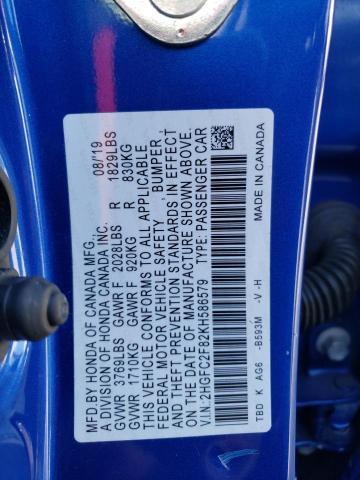 MFD.BY HONDA OF CANADA MFG., 08/'19
A DIVISION OF HONDA CANADA INC.
GVWR 3769LBS GAWR F 2028LBS R 1829LBS
GVWR 1710KG GAWR F 920KG R 830KG
THIS VEHICLE CONFORMS TO ALL APPLICABLE
FEDERAL MOTOR VEHICLE SAFETY, BUMPER,
AND THEFT PREVENTION STANDARDS IN EFFECT
ON THE DATE OF MANUFACTURE SHOWN ABOVE.
V.I.N.:2HGFC2F82KH586579 TYPE: PASSENGER CAR
TBD K AG6 -B593M -V -H MADE IN CANADA